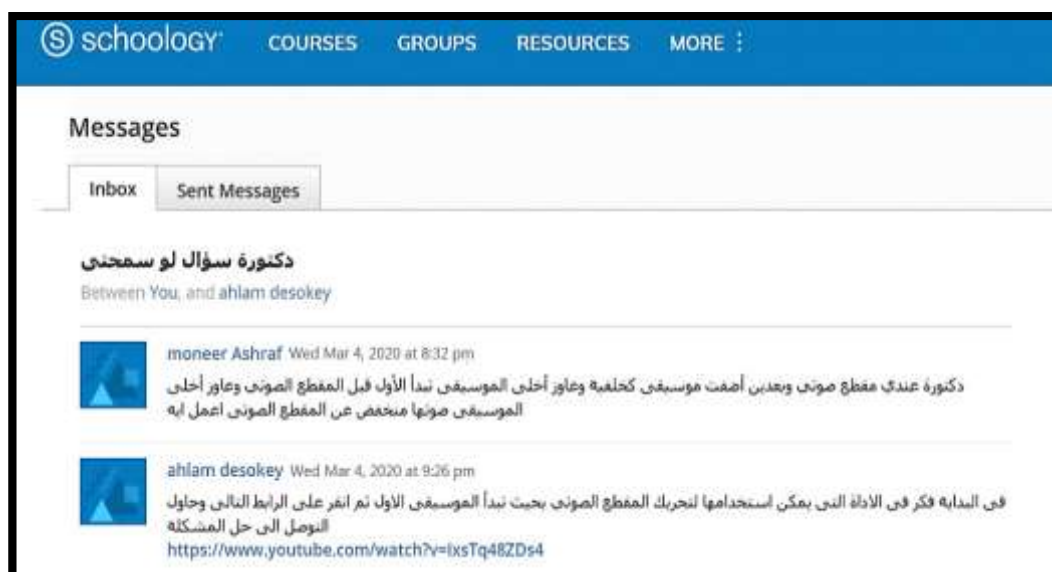 schoology COURSES GROUPS RESOURCES MORE
Messages
Inbox Sent Messages
دكتورة سؤال لو سمحتى
Between You, and ahlam desokey
moneer Ashraf Wed Mar 4, 2020 at 8:32 pm
دكتورة عندي مقطع صوتى وبعدين أضفت موسيقى كخلفية وعاوز أخلى الموسيقى تبدأ الأول قبل المقطع الصوتى وعاوز أخلى
الموسيقى صوتها منخفض عن المقطع الصوتى اعمل ايه
ahlam desokey Wed Mar 4, 2020 at 9:26 pm
فى البداية فكر فى الاداة التى يمكن استخدامها لتحريك المقطع الصوتى بحيث تبدأ الموسيقى الاول ثم انقر على الرابط التالى وحاول
التوصل الى حل المشكلة
https://www.youtube.com/watch?v=IxsTq48ZDs4